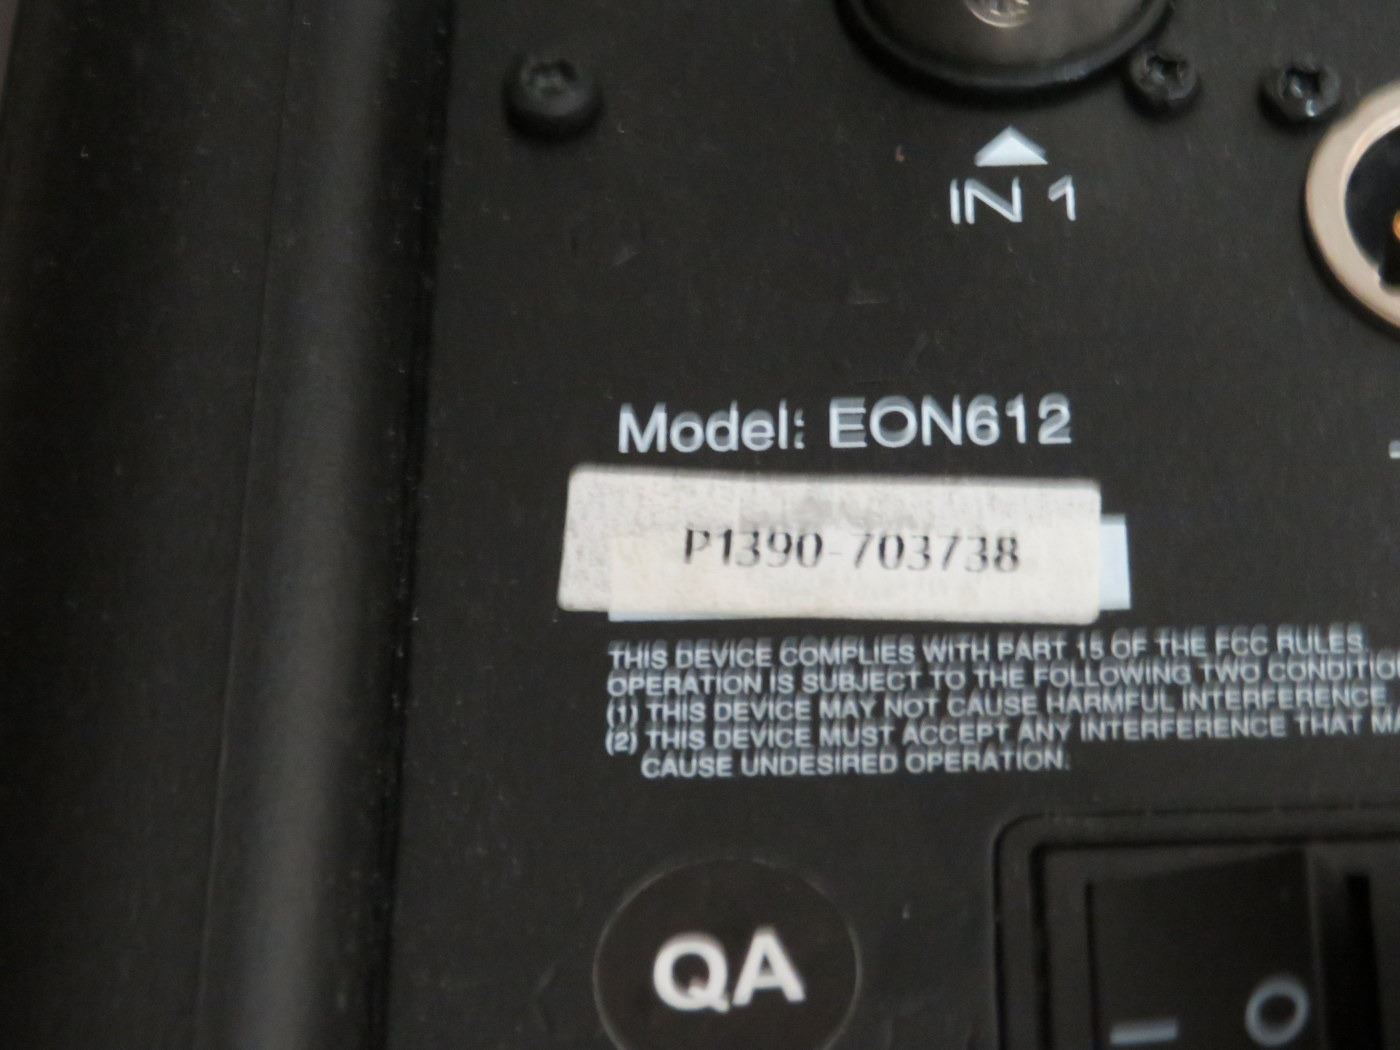 IN 1
Model: EON612
P1390-703738
THIS DEVICE COMPLIES WITH PART 15 OF THE FCC RULES.
OPERATION IS SUBJECT TO THE FOLLOWING TWO CONDITIO
(1) THIS DEVICE MAY NOT CAUSE HARMFUL INTERFERENCE
(2) THIS DEVICE MUST ACCEPT ANY INTERFERENCE THAT M
CAUSE UNDESIRED OPERATION.
QA
I O